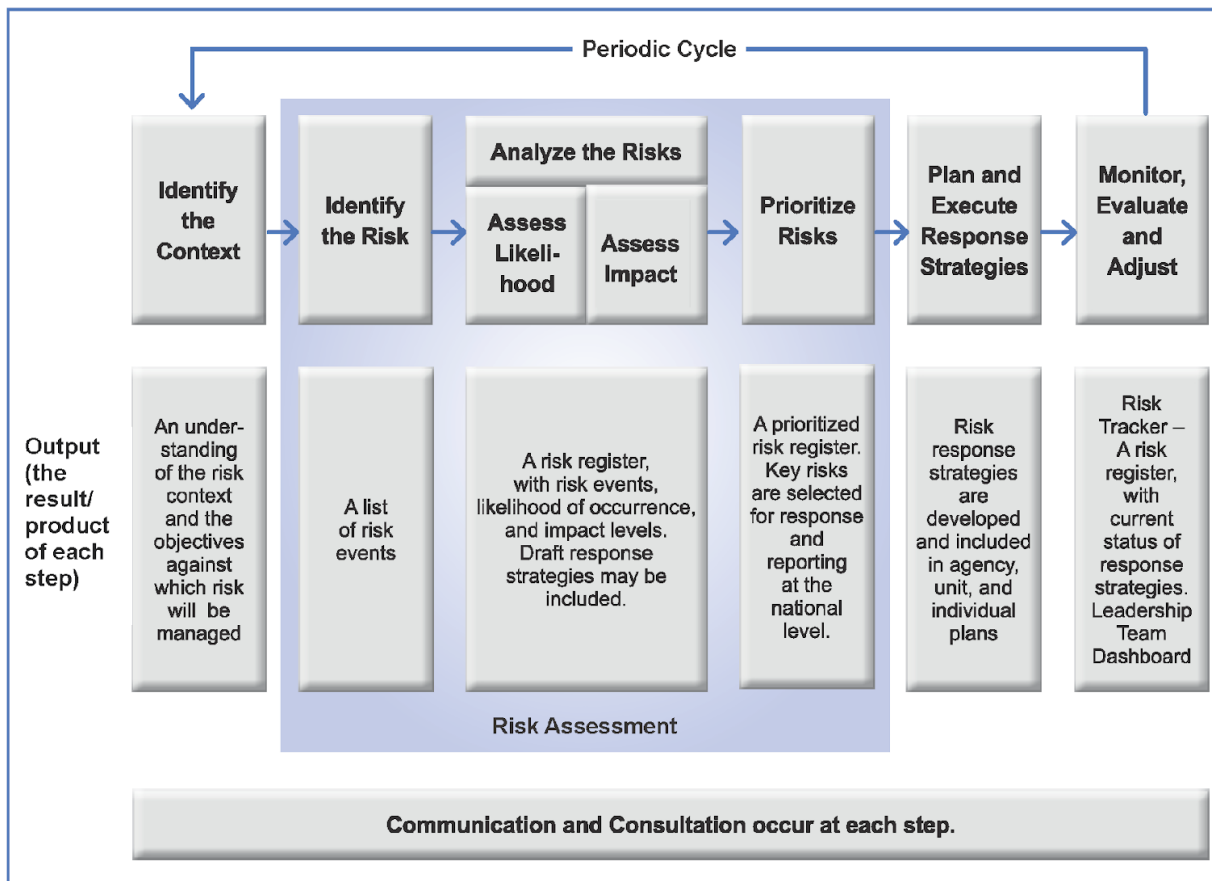 Periodic Cycle
Identify
the
Context
Identify
the Risk
Analyze the Risks
Assess
Likeli-
hood
Assess
Impact
Prioritize
Risks
Plan and
Execute
Response
Strategies
Monitor,
Evaluate
and
Adjust
Output
(the
result/
product
of each
step)
An under-
standing
of the risk
context
and the
objectives
against
which risk
will be
managed
A list
of risk
events
A risk register,
with risk events,
likelihood of occurrence,
and impact levels.
Draft response
strategies may be
included.
A prioritized
risk register.
Key risks
are selected
for response
and
reporting
at the
national
level.
Risk
response
strategies
are
developed
and included
in agency,
unit, and
individual
plans
Risk
Tracker –
A risk
register,
with
current
status of
response
strategies.
Leadership
Team
Dashboard
Risk Assessment
Communication and Consultation occur at each step.